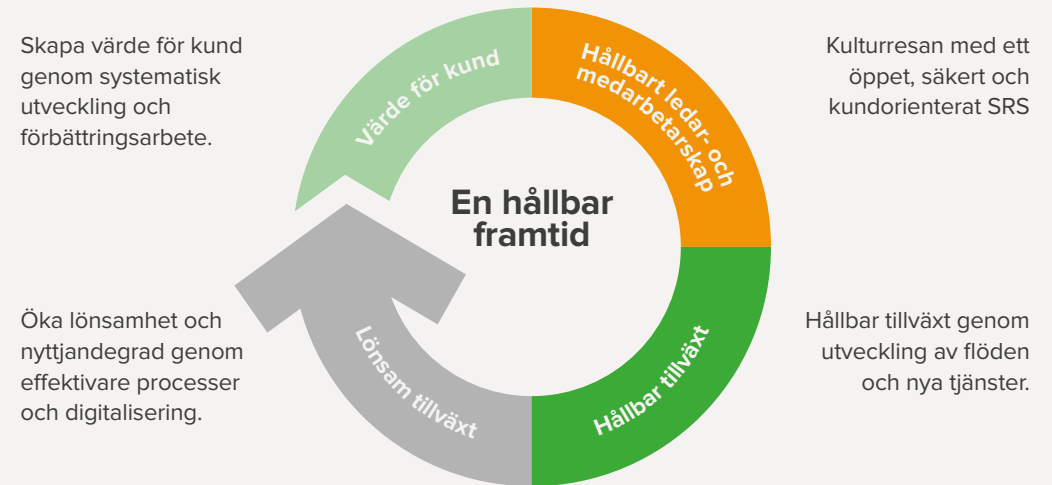 Skapa värde för kund
genom systematisk
utveckling och
förbättringsarbete.
Värde för kund
Hållbart ledar- och
medarbetarskap
Kulturresan med ett
öppet, säkert och
kundorienterat SRS
En hållbar
framtid
Öka lönsamhet och
nyttjandegrad genom
effektivare processer
och digitalisering.
Lönsam tillväxt
Hållbar tillväxt
Hållbar tillväxt genom
utveckling av flöden
och nya tjänster.